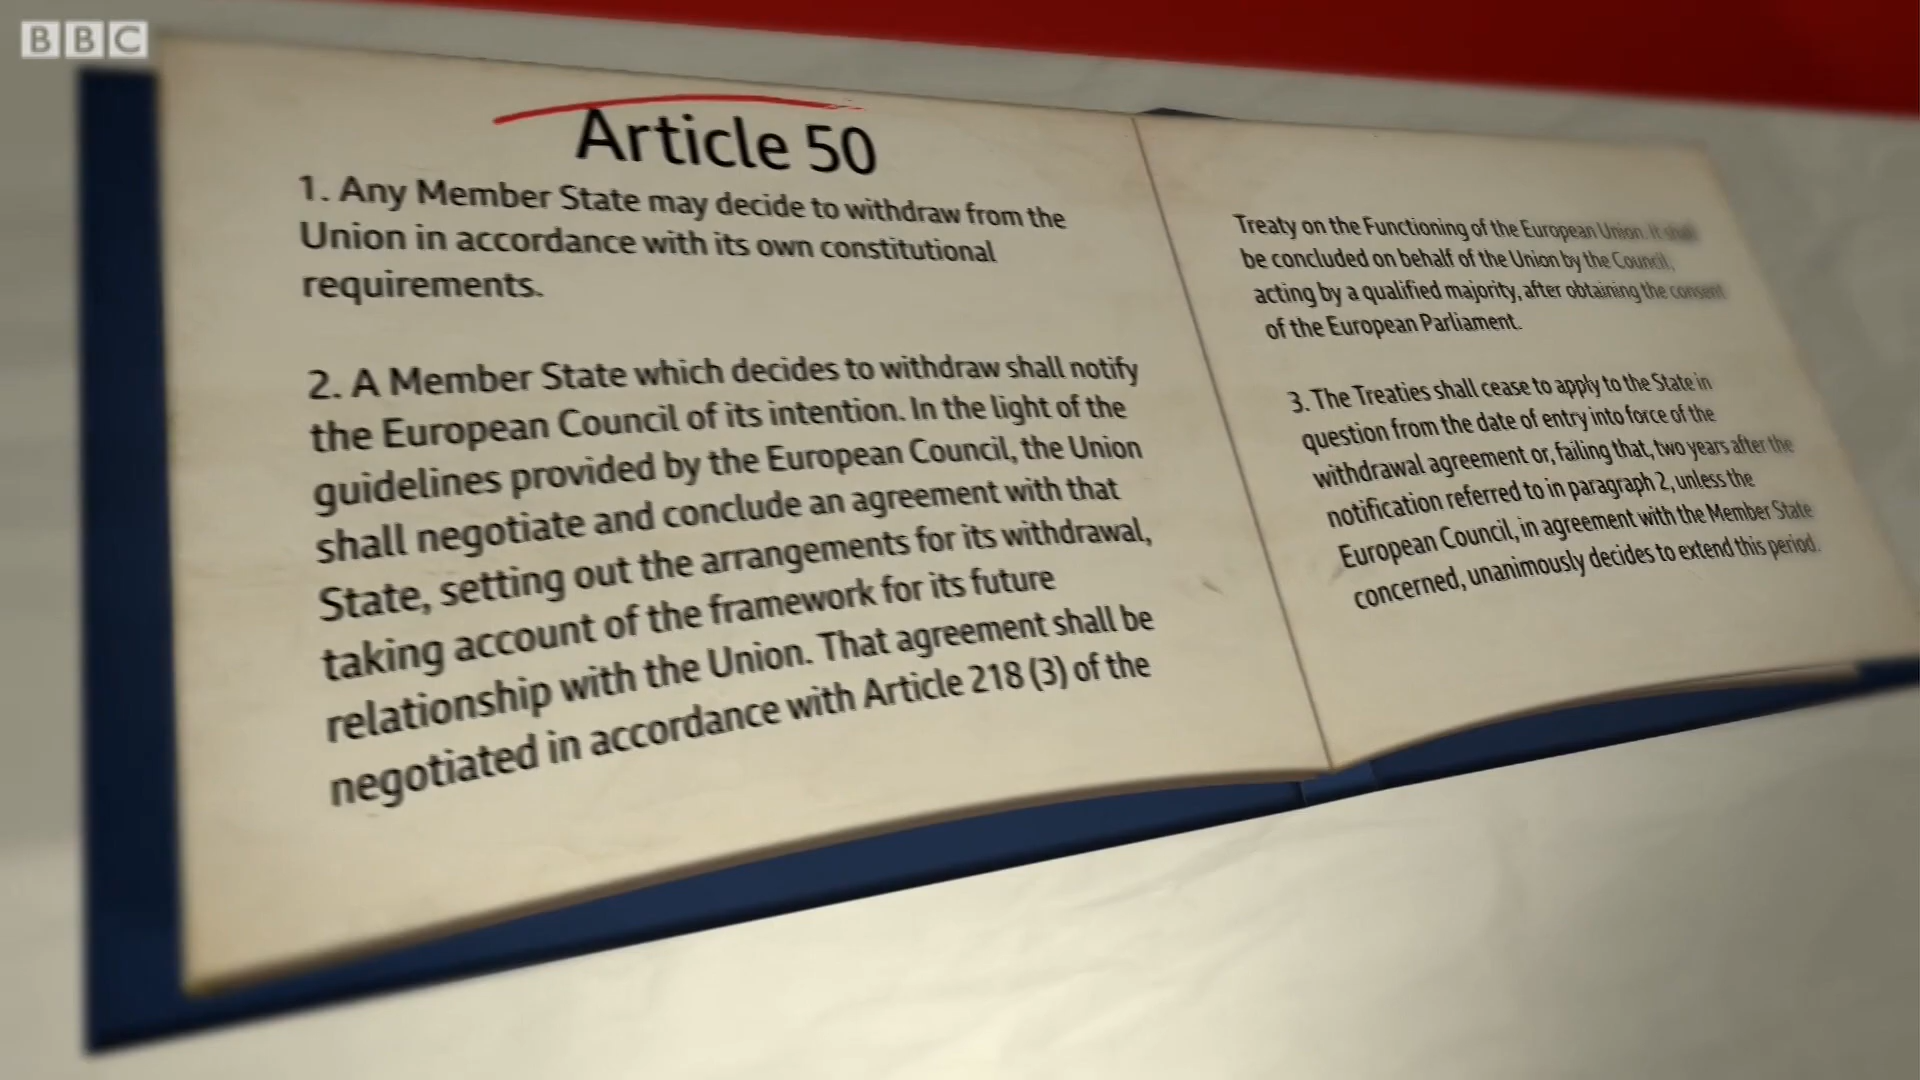 BBC
Article 50
1. Any Member State may decide to withdraw from the
Union in accordance with its own constitutional
requirements.
2. A Member State which decides to withdraw shall notify
the European Council of its intention. In the light of the
guidelines provided by the European Council, the Union
shall negotiate and conclude an agreement with that
State, setting out the arrangements for its withdrawal,
taking account of the framework for its future
relationship with the Union. That agreement shall be
negotiated in accordance with Article 218 (3) of the
Treaty on the Functioning of the European Union. It shall
be concluded on behalf of the Union by the Council,
acting by a qualified majority, after obtaining the consent
of the European Parliament.
3. The Treaties shall cease to apply to the State in
question from the date of entry into force of the
withdrawal agreement or, failing that, two years after the
notification referred to in paragraph 2, unless the
European Council, in agreement with the Member State
concerned, unanimously decides to extend this period.